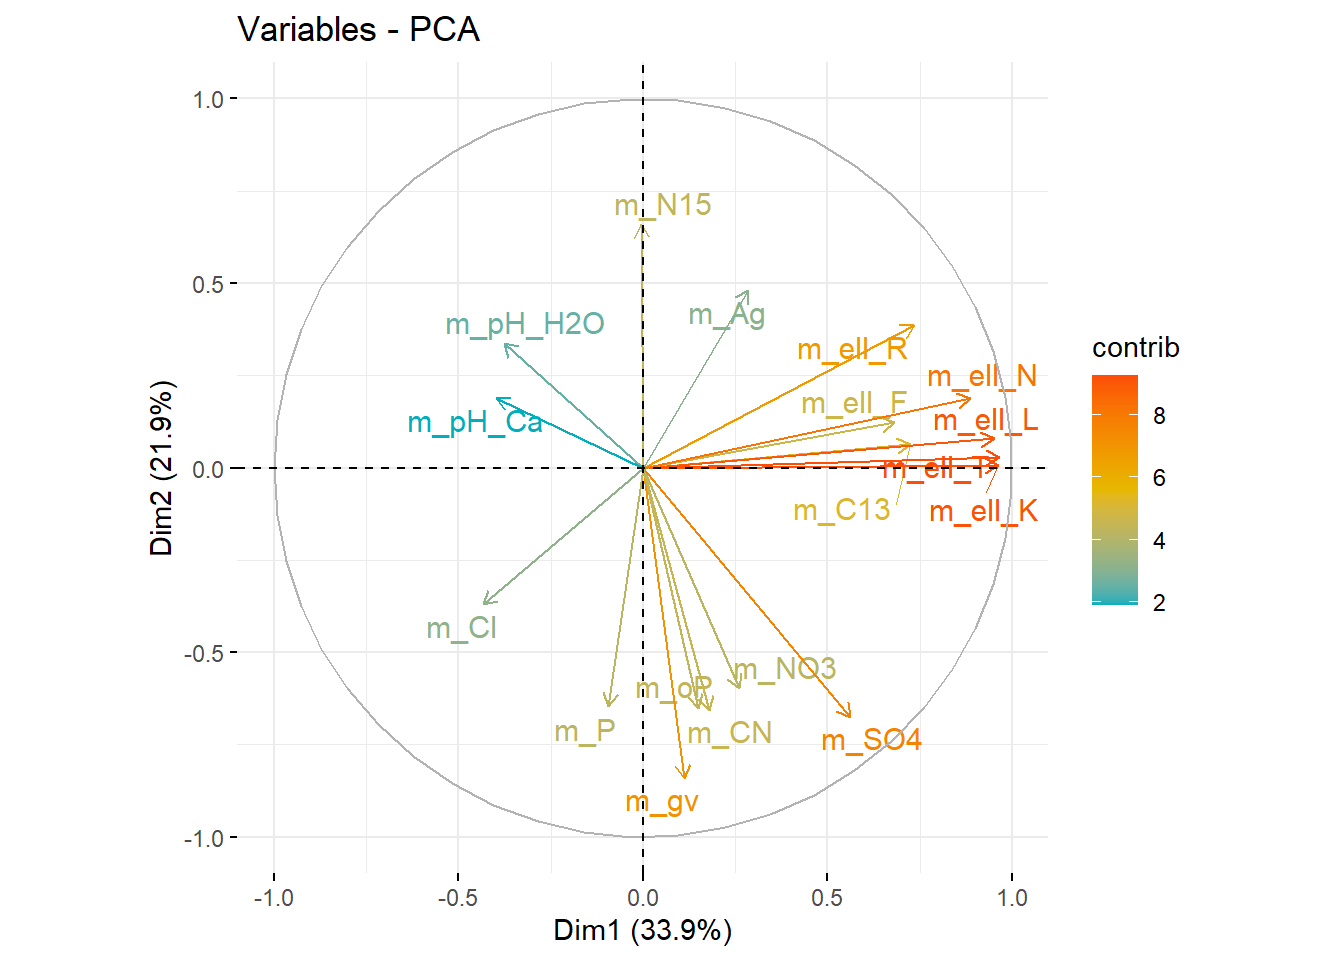 Variables - PCA
1.0
0.5
0.0
-0.5
-1.0
Dim2 (21.9%)
m_N15
m_Ag
m_pH_H2O
m_ell_R
m_ell_N
m_ell_F
m_pH_Ca
m_ell_L
m_C13
m_ell_K
m_Cl
m_NO3
m_oP
m_P
m_CN
m_SO4
m_gv
-1.0
-0.5
0.0
0.5
1.0
Dim1 (33.9%)
contrib
8
6
4
2